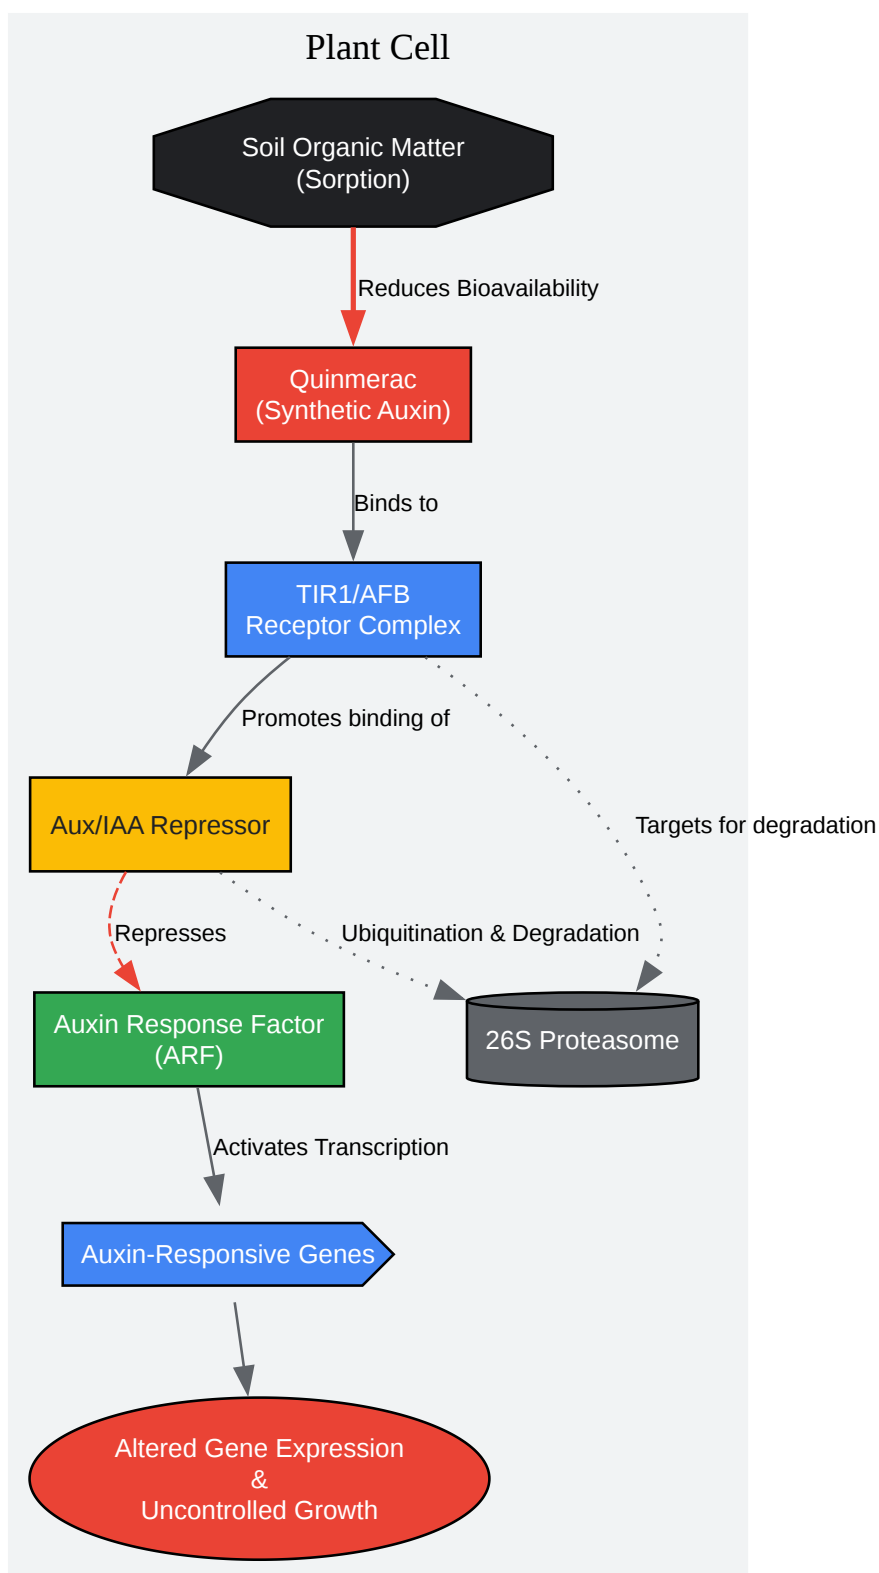 Plant Cell
Soil Organic Matter
(Sorption)
Reduces Bioavailability
Quinmerac
(Synthetic Auxin)
Binds to
TIR1/AFB
Receptor Complex
Promotes binding of
Aux/IAA Repressor
Targets for degradation
Represses
Ubiquitination & Degradation
Auxin Response Factor
(ARF)
26S Proteasome
Activates Transcription
Auxin-Responsive Genes
Altered Gene Expression
&
Uncontrolled Growth